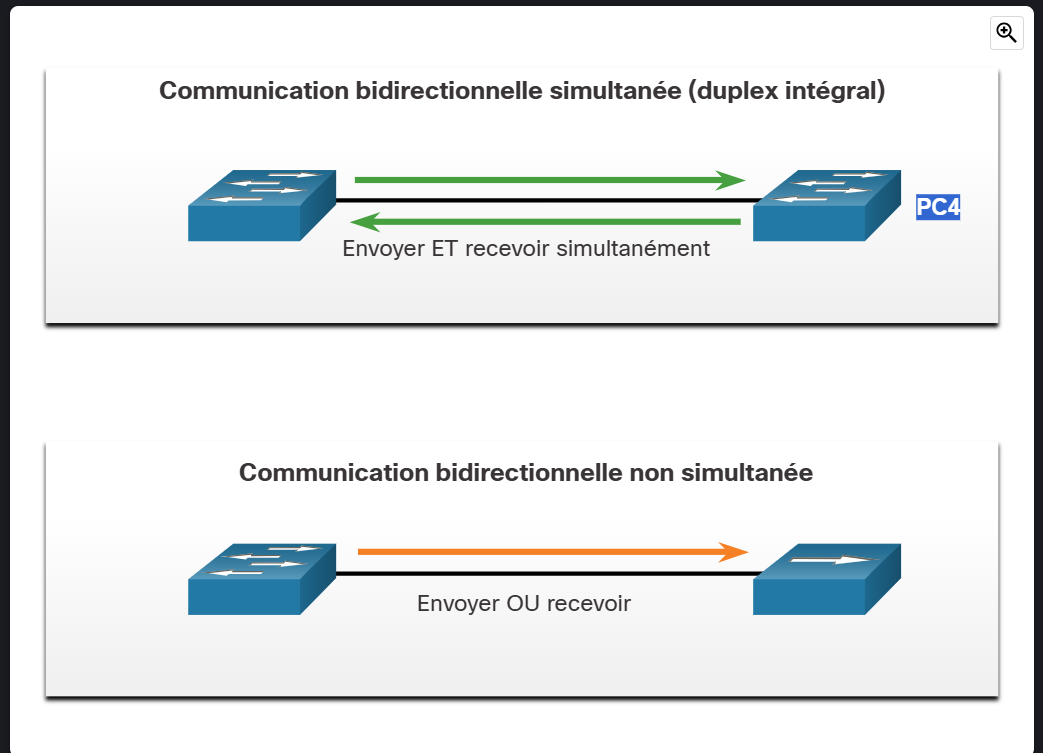 Communication bidirectionnelle simultanée (duplex intégral)
PC4
Envoyer ET recevoir simultanément
Communication bidirectionnelle non simultanée
Envoyer OU recevoir